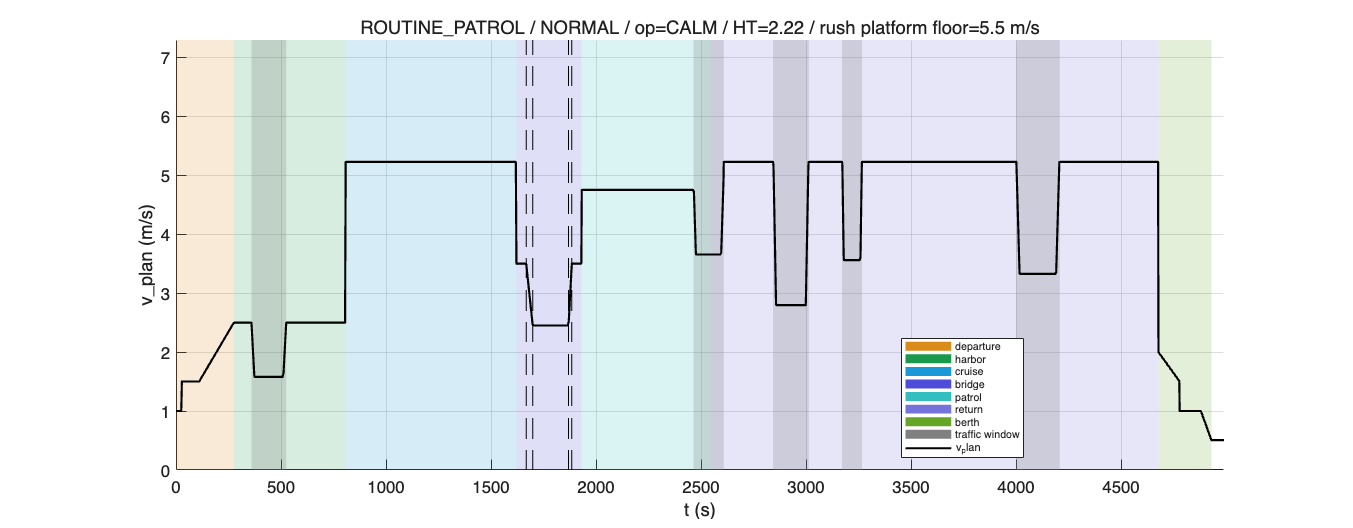 ROUTINE_PATROL / NORMAL / op=CALM / HT=2.22 / rush platform floor=5.5 m/s
v_plan (m/s)
7
6
5
4
3
2
1
0
departure
harbor
cruise
bridge
patrol
return
berth
traffic window
vplan
0 500 1000 1500 2000 2500 3000 3500 4000 4500
t (s)